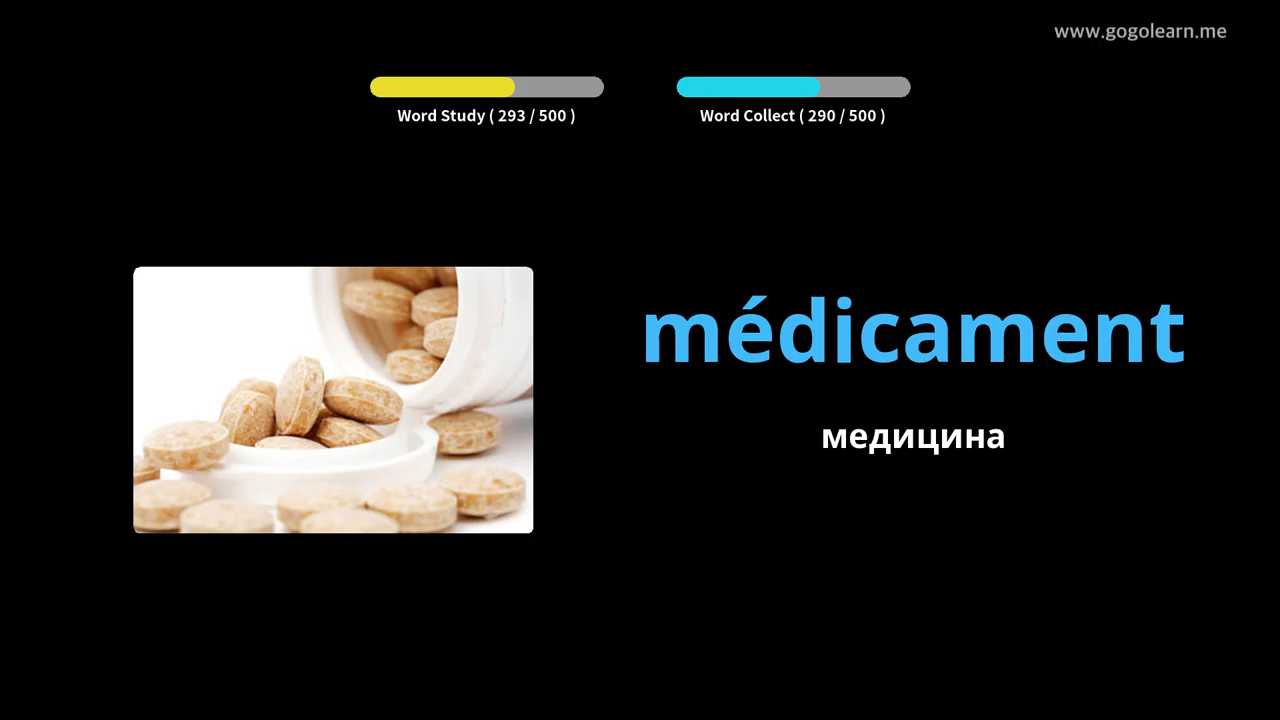 www.gogolearn.me
Word Study ( 293 / 500 )
Word Collect ( 290 / 500 )
médicament
медицина